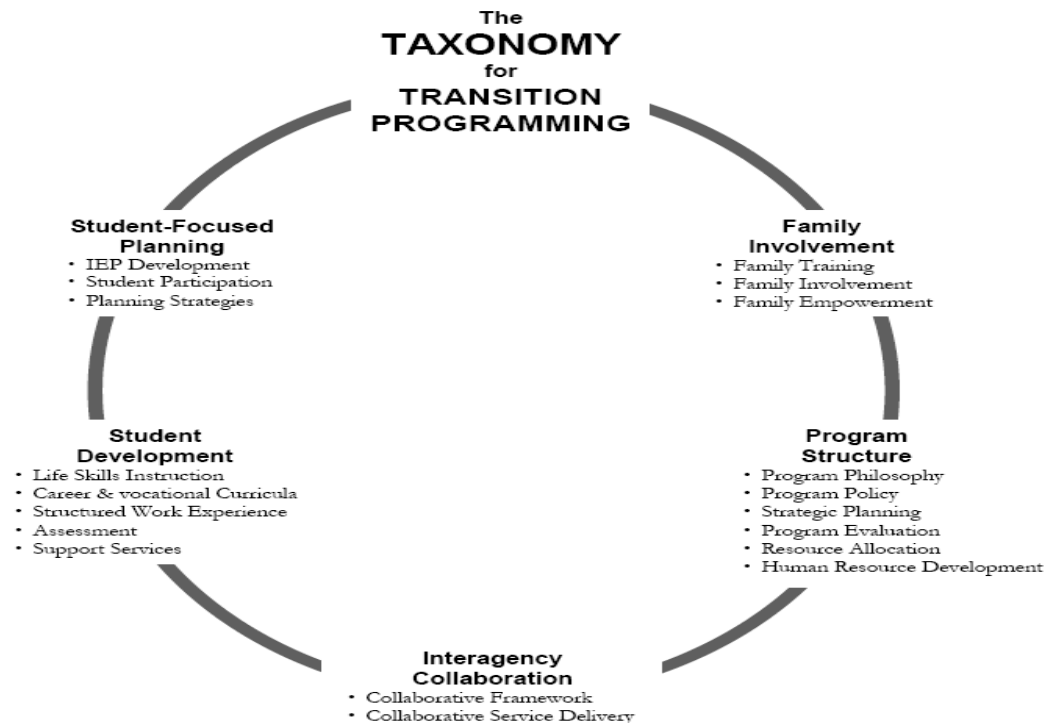 The
TAXONOMY
for
TRANSITION
PROGRAMMING
Student-Focused
Planning
• IEP Development
• Student Participation
• Planning Strategies
Family
Involvement
• Family Training
• Family Involvement
• Family Empowerment
Student
Development
• Life Skills Instruction
• Career & vocational Curricula
• Structured Work Experience
• Assessment
• Support Services
Program
Structure
• Program Philosophy
• Program Policy
• Strategic Planning
• Program Evaluation
• Resource Allocation
• Human Resource Development
Interagency
Collaboration
• Collaborative Framework
• Collaborative Service Delivery